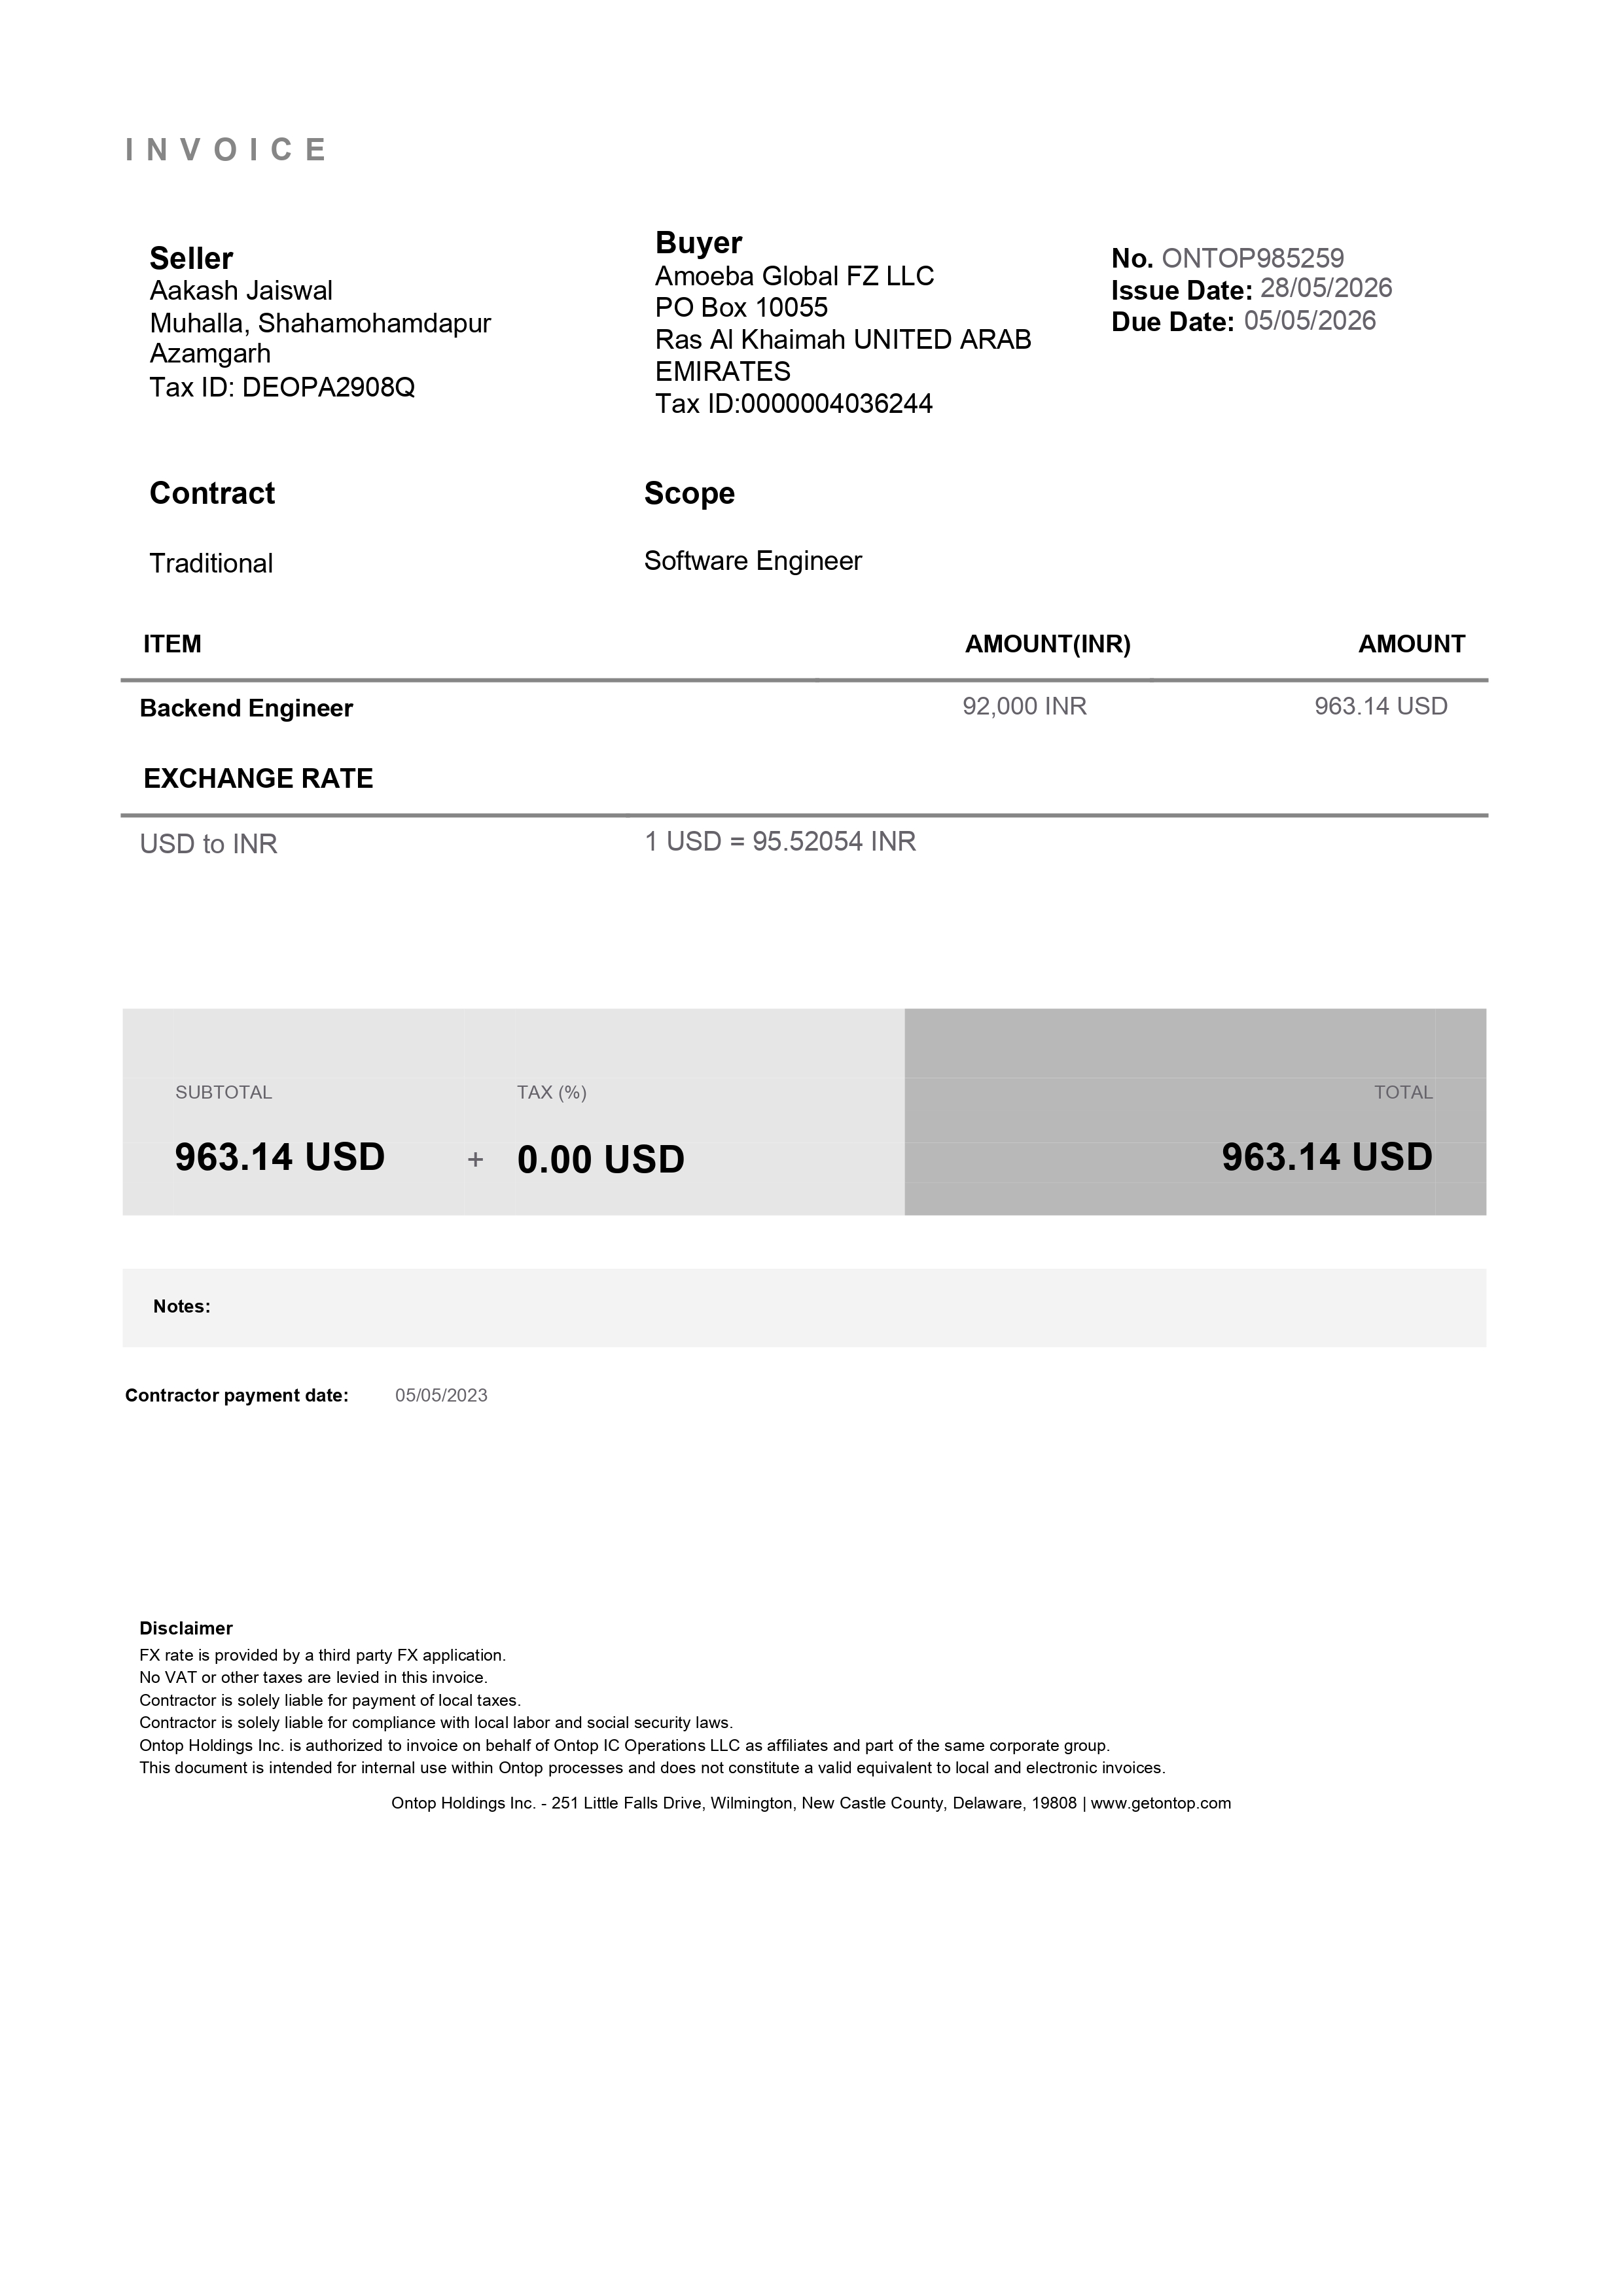 INVOICE
Seller
Aakash Jaiswal
Muhalla, Shahamohamdapur
Azamgarh
Tax ID: DEOPA2908Q
Buyer
Amoeba Global FZ LLC
PO Box 10055
Ras Al Khaimah UNITED ARAB
EMIRATES
Tax ID:0000004036244
No. ONTOP985259
Issue Date: 28/05/2026
Due Date: 05/05/2026
Contract
Traditional
Scope
Software Engineer
ITEM AMOUNT(INR) AMOUNT
Backend Engineer 92,000 INR 963.14 USD
EXCHANGE RATE
USD to INR 1 USD = 95.52054 INR
SUBTOTAL TAX (%) TOTAL
963.14 USD + 0.00 USD 963.14 USD
Notes:
Contractor payment date: 05/05/2023
Disclaimer
FX rate is provided by a third party FX application.
No VAT or other taxes are levied in this invoice.
Contractor is solely liable for payment of local taxes.
Contractor is solely liable for compliance with local labor and social security laws.
Ontop Holdings Inc. is authorized to invoice on behalf of Ontop IC Operations LLC as affiliates and part of the same corporate group.
This document is intended for internal use within Ontop processes and does not constitute a valid equivalent to local and electronic invoices.
Ontop Holdings Inc. - 251 Little Falls Drive, Wilmington, New Castle County, Delaware, 19808 | www.getontop.com